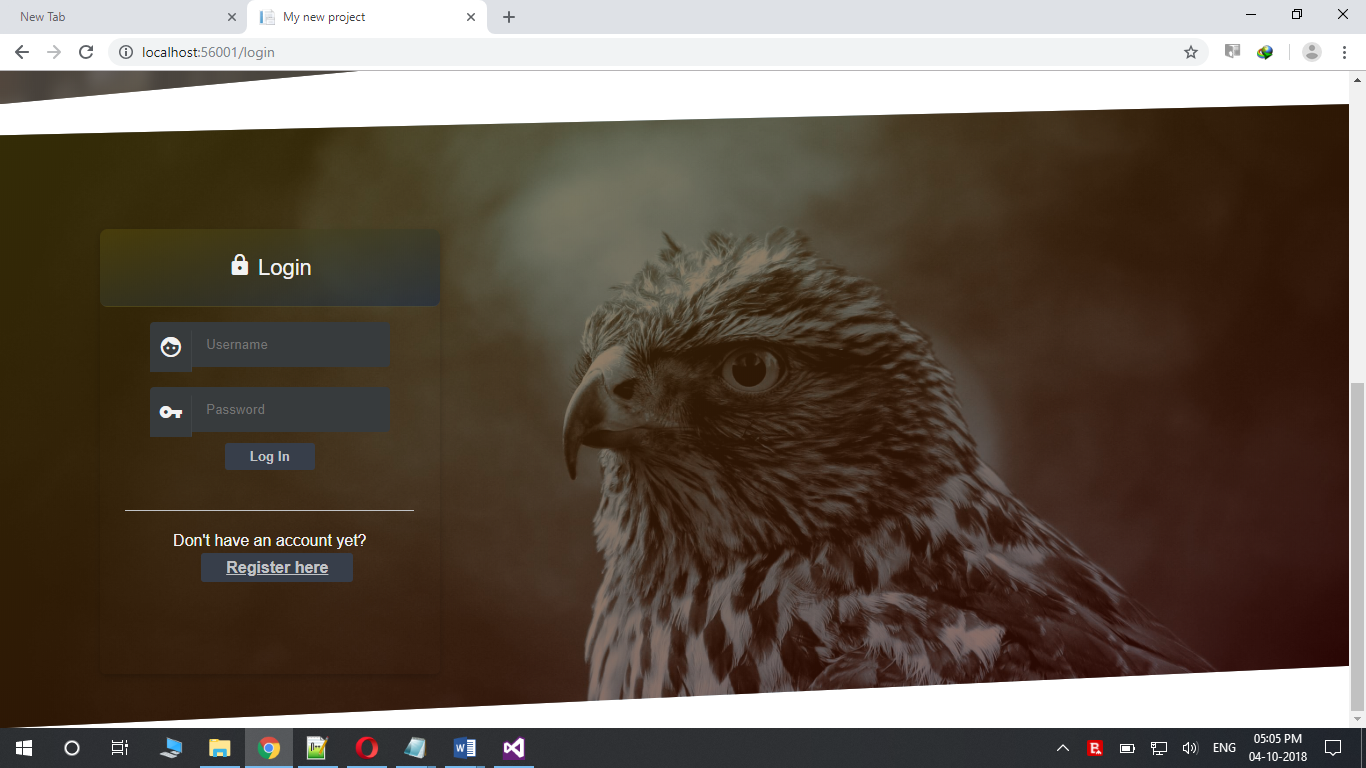 New Tab
My new project
localhost:56001/login
Login
Username
Password
Log In
Don't have an account yet?
Register here
ENG
05:05 PM
04-10-2018